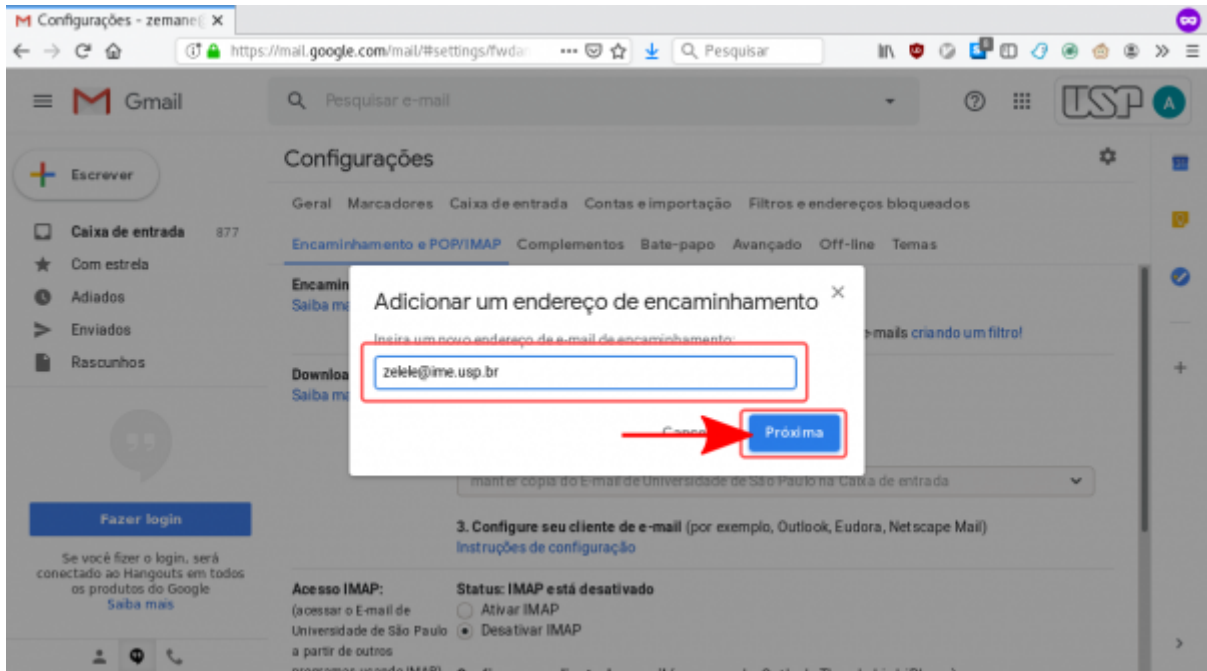 Configurações - zemane@
https://mail.google.com/mail/#settings/fwda
Pesquisar
Gmail
Pesquisar e-mail
USP
A
Escrever
Caixa de entrada 877
Com estrela
Adiados
Enviados
Rascunhos
Fazer login
Se você fizer o login, será
conectado ao Hangouts em todos
os produtos do Google
Saiba mais
Configurações
Geral Marcadores Caixa de entrada Contas e importação Filtros e endereços bloqueados
Encaminhamento e POP/IMAP Complementos Bate-papo Avançado Off-line Temas
Encamin
Saiba ma
e-mails criando um filtro!
Downloa
Saiba ma
Adicionar um endereço de encaminhamento
Insira um novo endereço de e-mail de encaminhamento:
zelele@ime.usp.br
Próxima
manter cópia do E-mail de Universidade de São Paulo na Caixa de entrada
3. Configure seu cliente de e-mail (por exemplo, Outlook, Eudora, Netscape Mail)
Instruções de configuração
Acesso IMAP:
(acessar o E-mail de
Universidade de São Paulo
a partir de outros
Status: IMAP está desativado
Ativar IMAP
Desativar IMAP